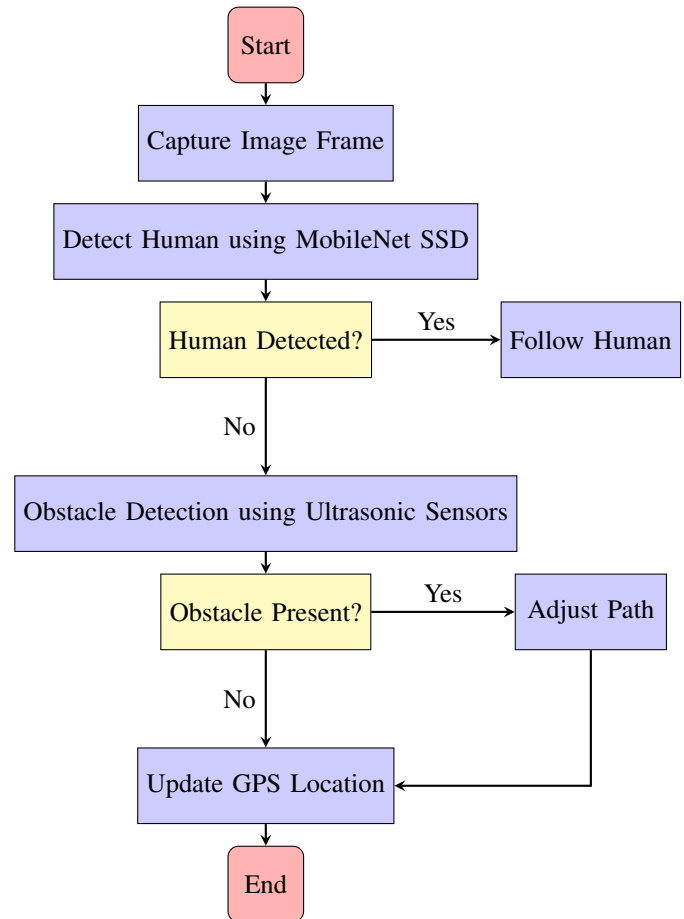 Start
Capture Image Frame
Detect Human using MobileNet SSD
Human Detected?
Yes
Follow Human
No
Obstacle Detection using Ultrasonic Sensors
Obstacle Present?
Yes
Adjust Path
No
Update GPS Location
End